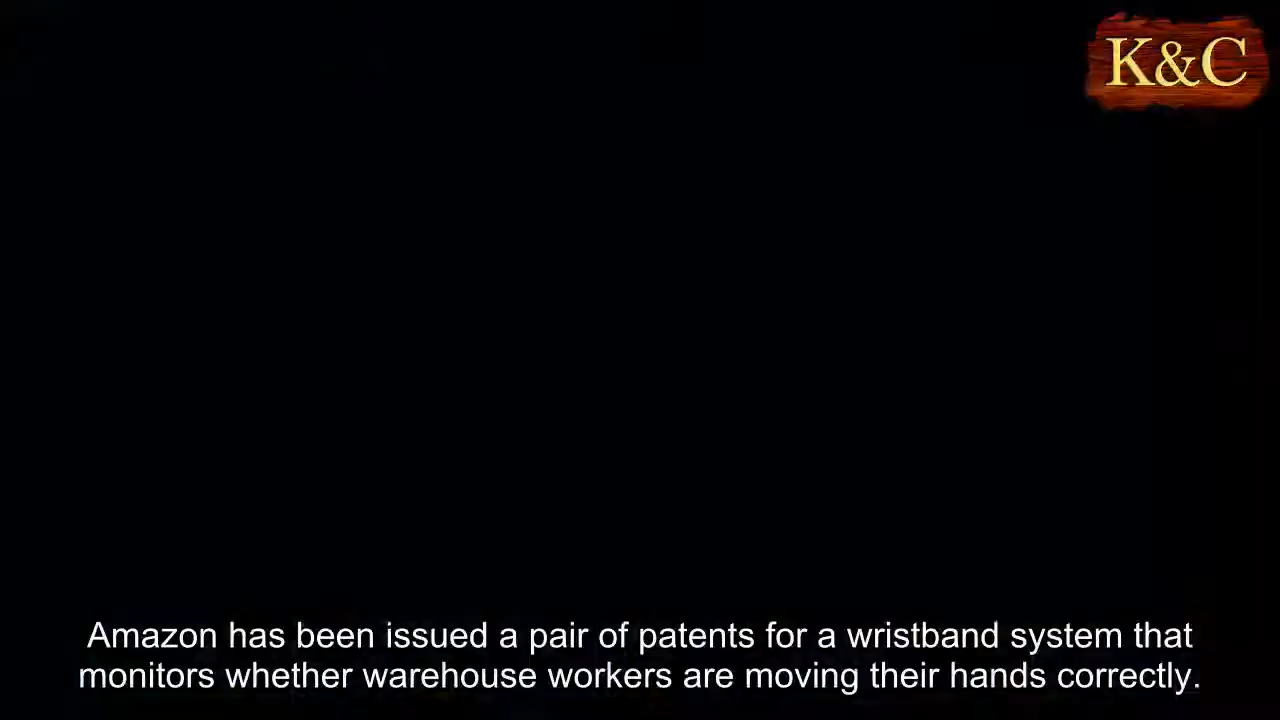 K&C
Amazon has been issued a pair of patents for a wristband system that
monitors whether warehouse workers are moving their hands correctly.